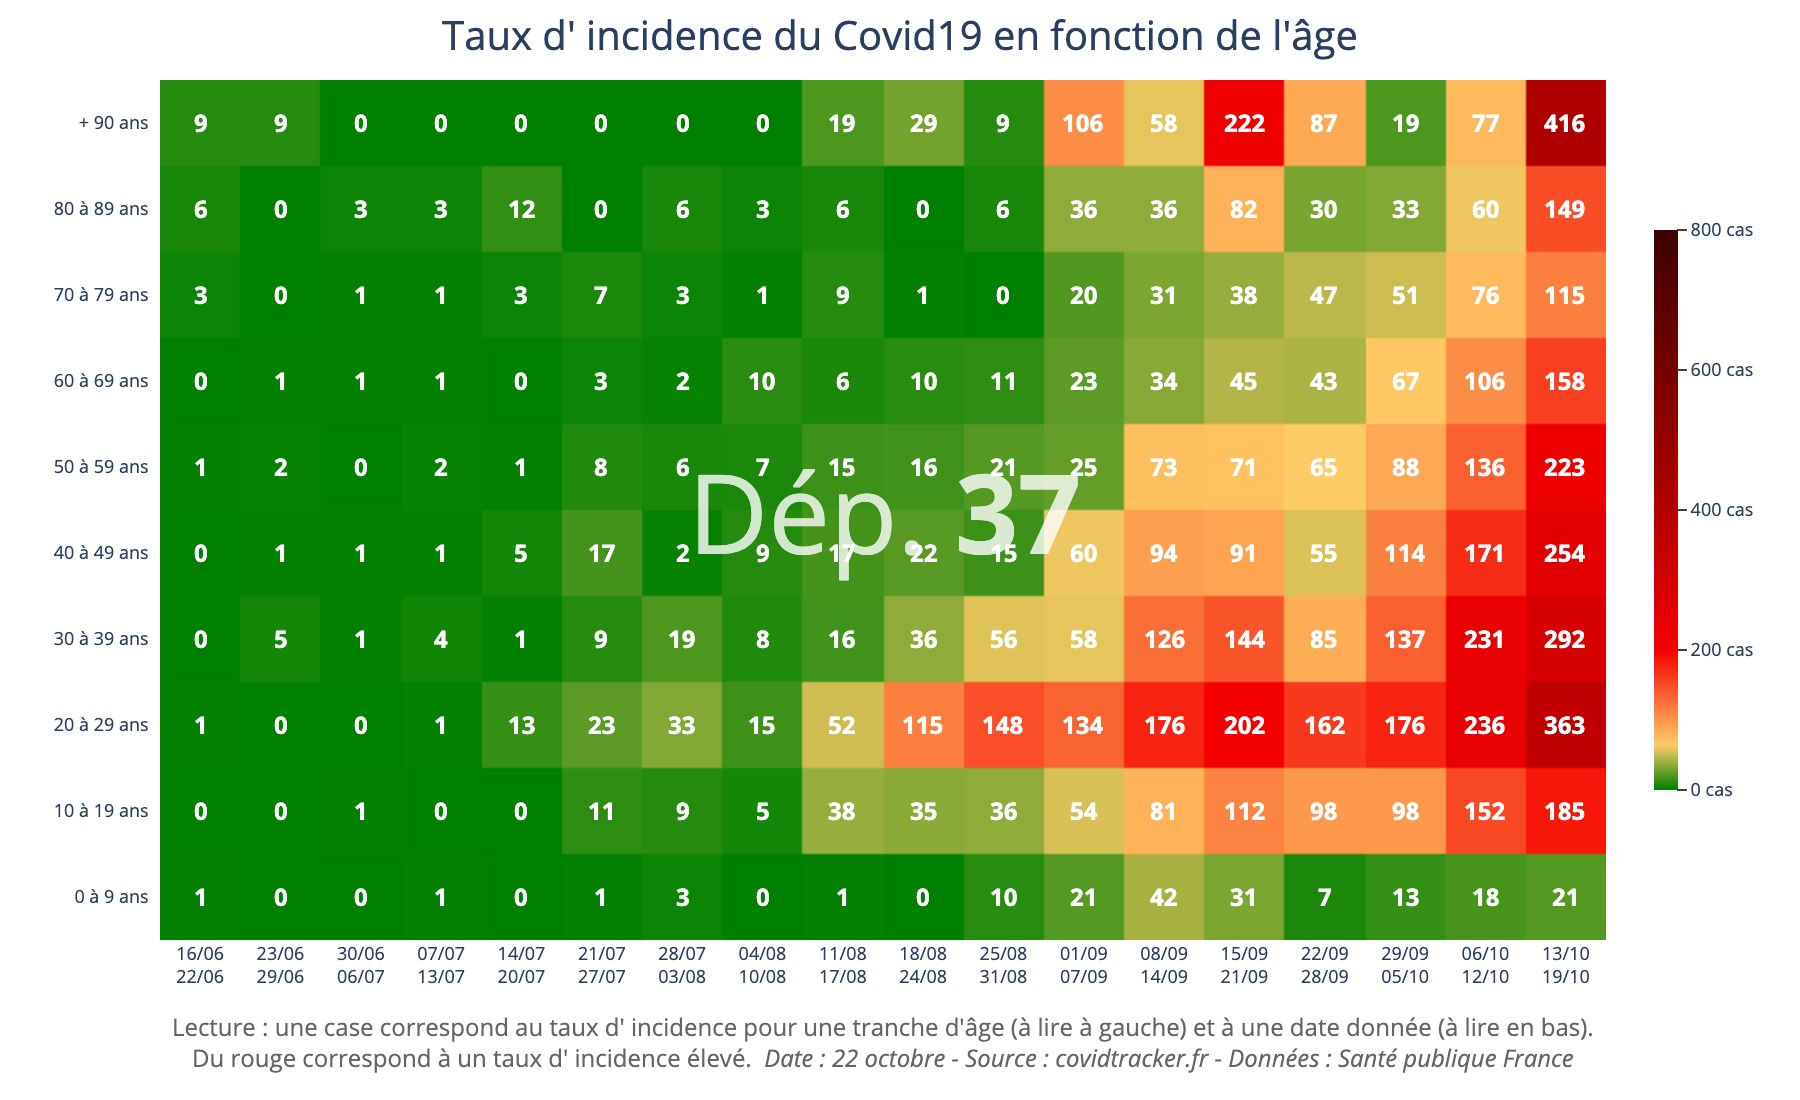 Taux d' incidence du Covid19 en fonction de l'âge
+ 90 ans 9 9 0 0 0 0 0 0 19 29 9 106 58 222 87 19 77 416
80 à 89 ans 6 0 3 3 12 0 6 3 6 0 6 36 36 82 30 33 60 149
70 à 79 ans 3 0 1 1 3 7 3 1 9 1 0 20 31 38 47 51 76 115
60 à 69 ans 0 1 1 1 0 3 2 10 6 10 11 23 34 45 43 67 106 158
50 à 59 ans 1 2 0 2 1 8 6 7 15 16 21 25 73 71 65 88 136 223
Dép. 37
40 à 49 ans 0 1 1 1 5 17 2 9 17 22 15 60 94 91 55 114 171 254
30 à 39 ans 0 5 1 4 1 9 19 8 16 36 56 58 126 144 85 137 231 292
20 à 29 ans 1 0 0 1 13 23 33 15 52 115 148 134 176 202 162 176 236 363
10 à 19 ans 0 0 1 0 0 11 9 5 38 35 36 54 81 112 98 98 152 185
0 à 9 ans 1 0 0 1 0 1 3 0 1 0 10 21 42 31 7 13 18 21
16/06 23/06 30/06 07/07 14/07 21/07 28/07 04/08 11/08 18/08 25/08 01/09 08/09 15/09 22/09 29/09 06/10 13/10
22/06 29/06 06/07 13/07 20/07 27/07 03/08 10/08 17/08 24/08 31/08 07/09 14/09 21/09 28/09 05/10 12/10 19/10
800 cas
600 cas
400 cas
200 cas
0 cas
Lecture : une case correspond au taux d' incidence pour une tranche d'âge (à lire à gauche) et à une date donnée (à lire en bas).
Du rouge correspond à un taux d' incidence élevé. Date : 22 octobre - Source : covidtracker.fr - Données : Santé publique France